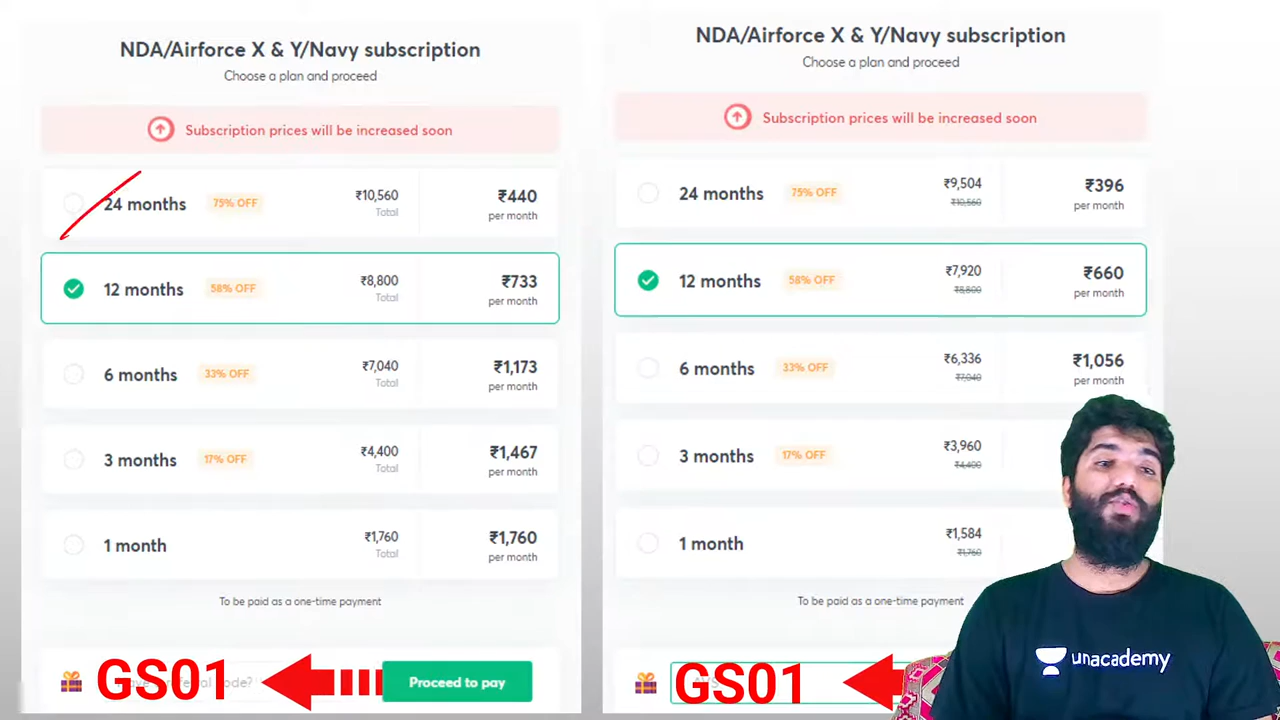 NDA/Airforce X & Y/Navy subscription
Choose a plan and proceed
Subscription prices will be increased soon
24 months 75% OFF ₹10,560 ₹440
Total per month
12 months 58% OFF ₹8,800 ₹733
Total per month
6 months 33% OFF ₹7,040 ₹1,173
Total per month
3 months 17% OFF ₹4,400 ₹1,467
Total per month
1 month ₹1,760 ₹1,760
Total per month
To be paid as a one-time payment
GS01 code? Proceed to pay
NDA/Airforce X & Y/Navy subscription
Choose a plan and proceed
Subscription prices will be increased soon
24 months 75% OFF ₹9,504 ₹396
₹10,560 per month
12 months 58% OFF ₹7,920 ₹660
₹8,800 per month
6 months 33% OFF ₹6,336 ₹1,056
₹7,040 per month
3 months 17% OFF ₹3,960
₹4,400
1 month ₹1,584
₹1,760
To be paid as a one-time payment
GS01
unacademy